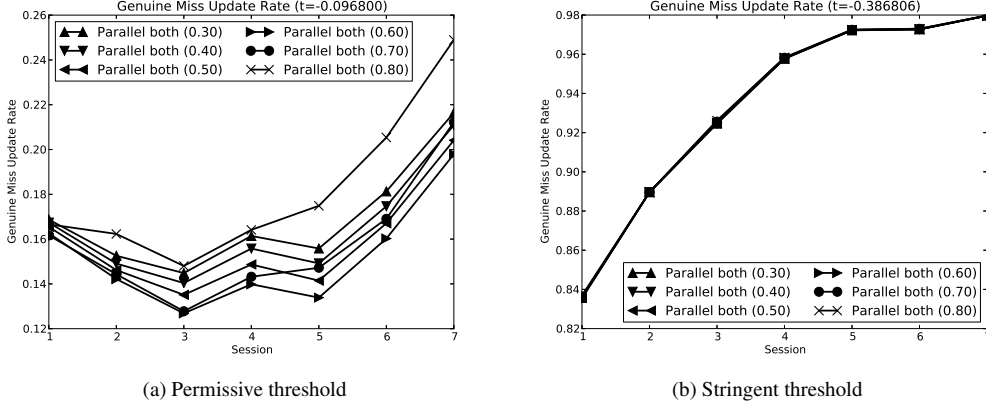 Genuine Miss Update Rate (t=-0.096800)
0.26
0.24
0.22
0.20
0.18
0.16
0.14
0.12
Genuine Miss Update Rate
Parallel both (0.30)
Parallel both (0.40)
Parallel both (0.50)
Parallel both (0.60)
Parallel both (0.70)
Parallel both (0.80)
1 2 3 4 5 6 7
Session
(a) Permissive threshold
Genuine Miss Update Rate (t=-0.386806)
0.98
0.96
0.94
0.92
0.90
0.88
0.86
0.84
0.82
Genuine Miss Update Rate
Parallel both (0.30)
Parallel both (0.40)
Parallel both (0.50)
Parallel both (0.60)
Parallel both (0.70)
Parallel both (0.80)
1 2 3 4 5 6 7
Session
(b) Stringent threshold